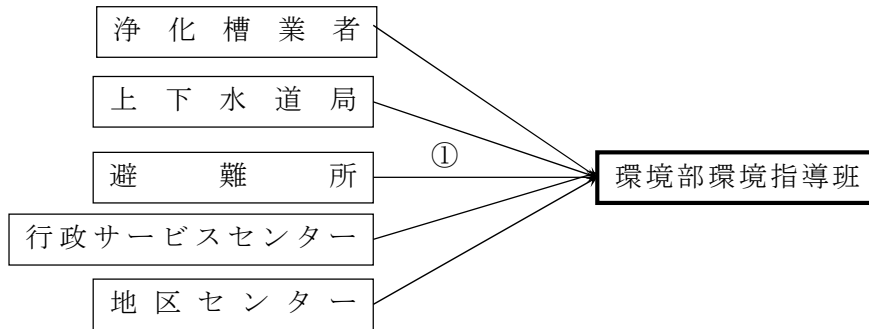 浄化槽業者
上下水道局
①
避難所
環境部環境指導班
行政サービスセンター
地区センター